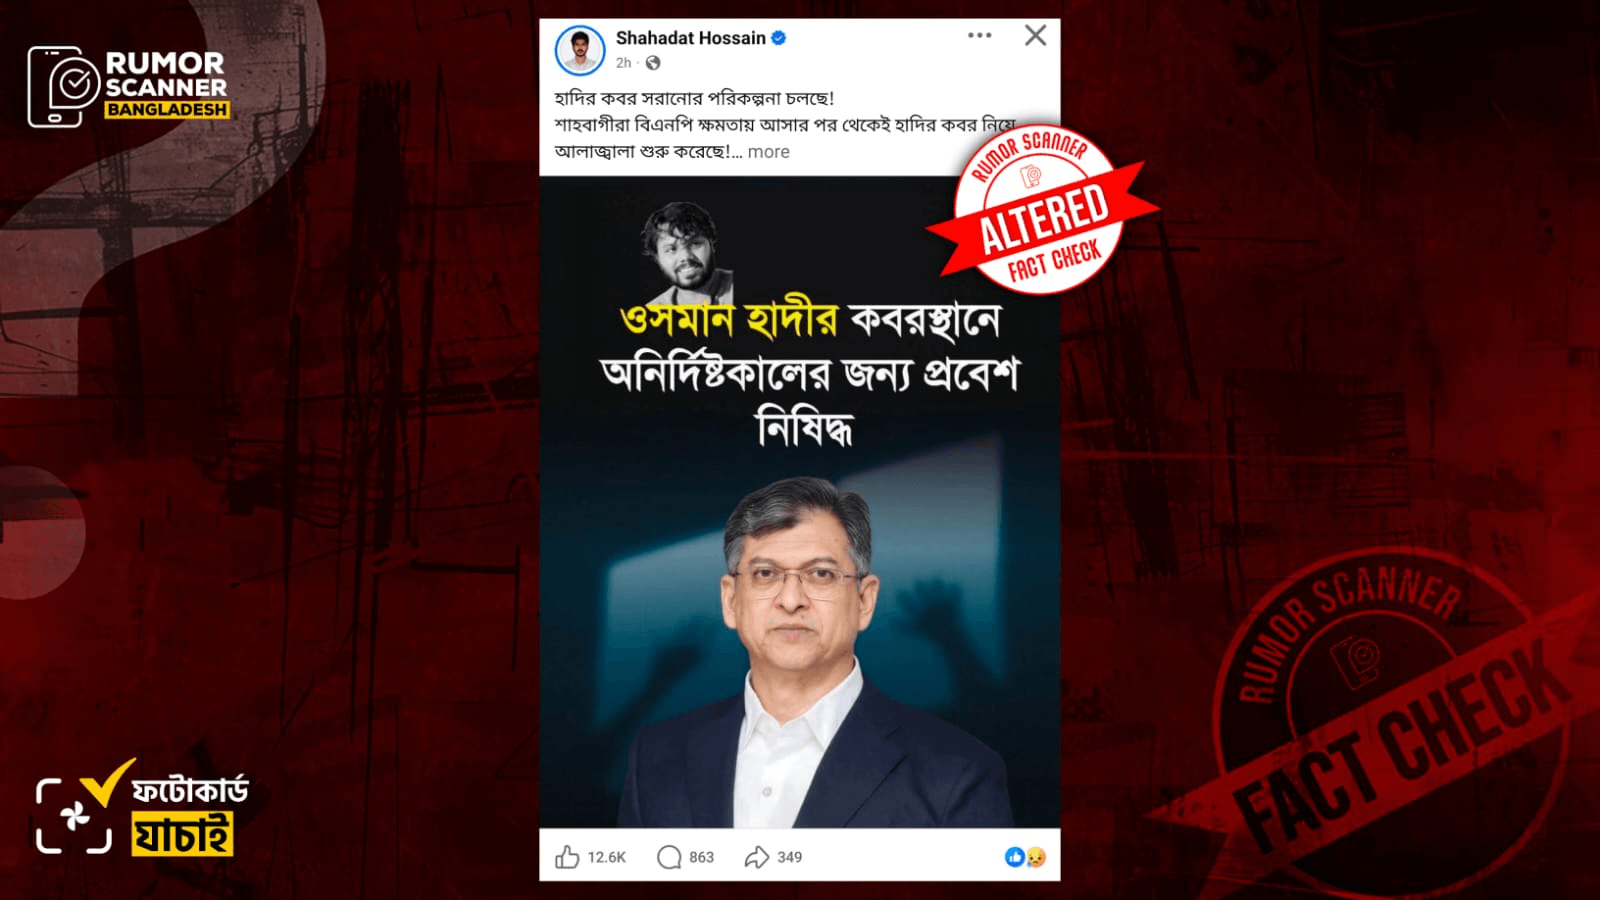 RUMOR
SCANNER
BANGLADESH
Shahadat Hossain
2h
হাদির কবর সরানোর পরিকল্পনা চলছে!
শাহবাগীরা বিএনপি ক্ষমতায় আসার পর থেকেই হাদির কবর নিয়ে
আলাজ্বালা শুরু করেছে!... more
RUMOR SCANNER
ALTERED
FACT CHECK
ওসমান হাদীর কবরস্থানে
অনির্দিষ্টকালের জন্য প্রবেশ
নিষিদ্ধ
12.6K 863 349
ফটোকার্ড
যাচাই
RUMOR SCANNER
FACT CHECK